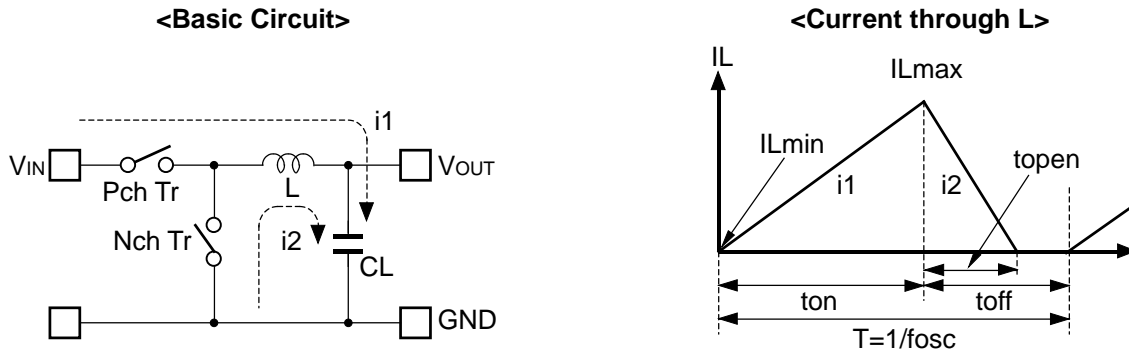 <Basic Circuit>
i1
VIN
Pch Tr
L
VOUT
Nch Tr
i2
CL
GND
<Current through L>
IL
ILmax
ILmin
topen
i1
i2
ton
toff
T=1/fosc